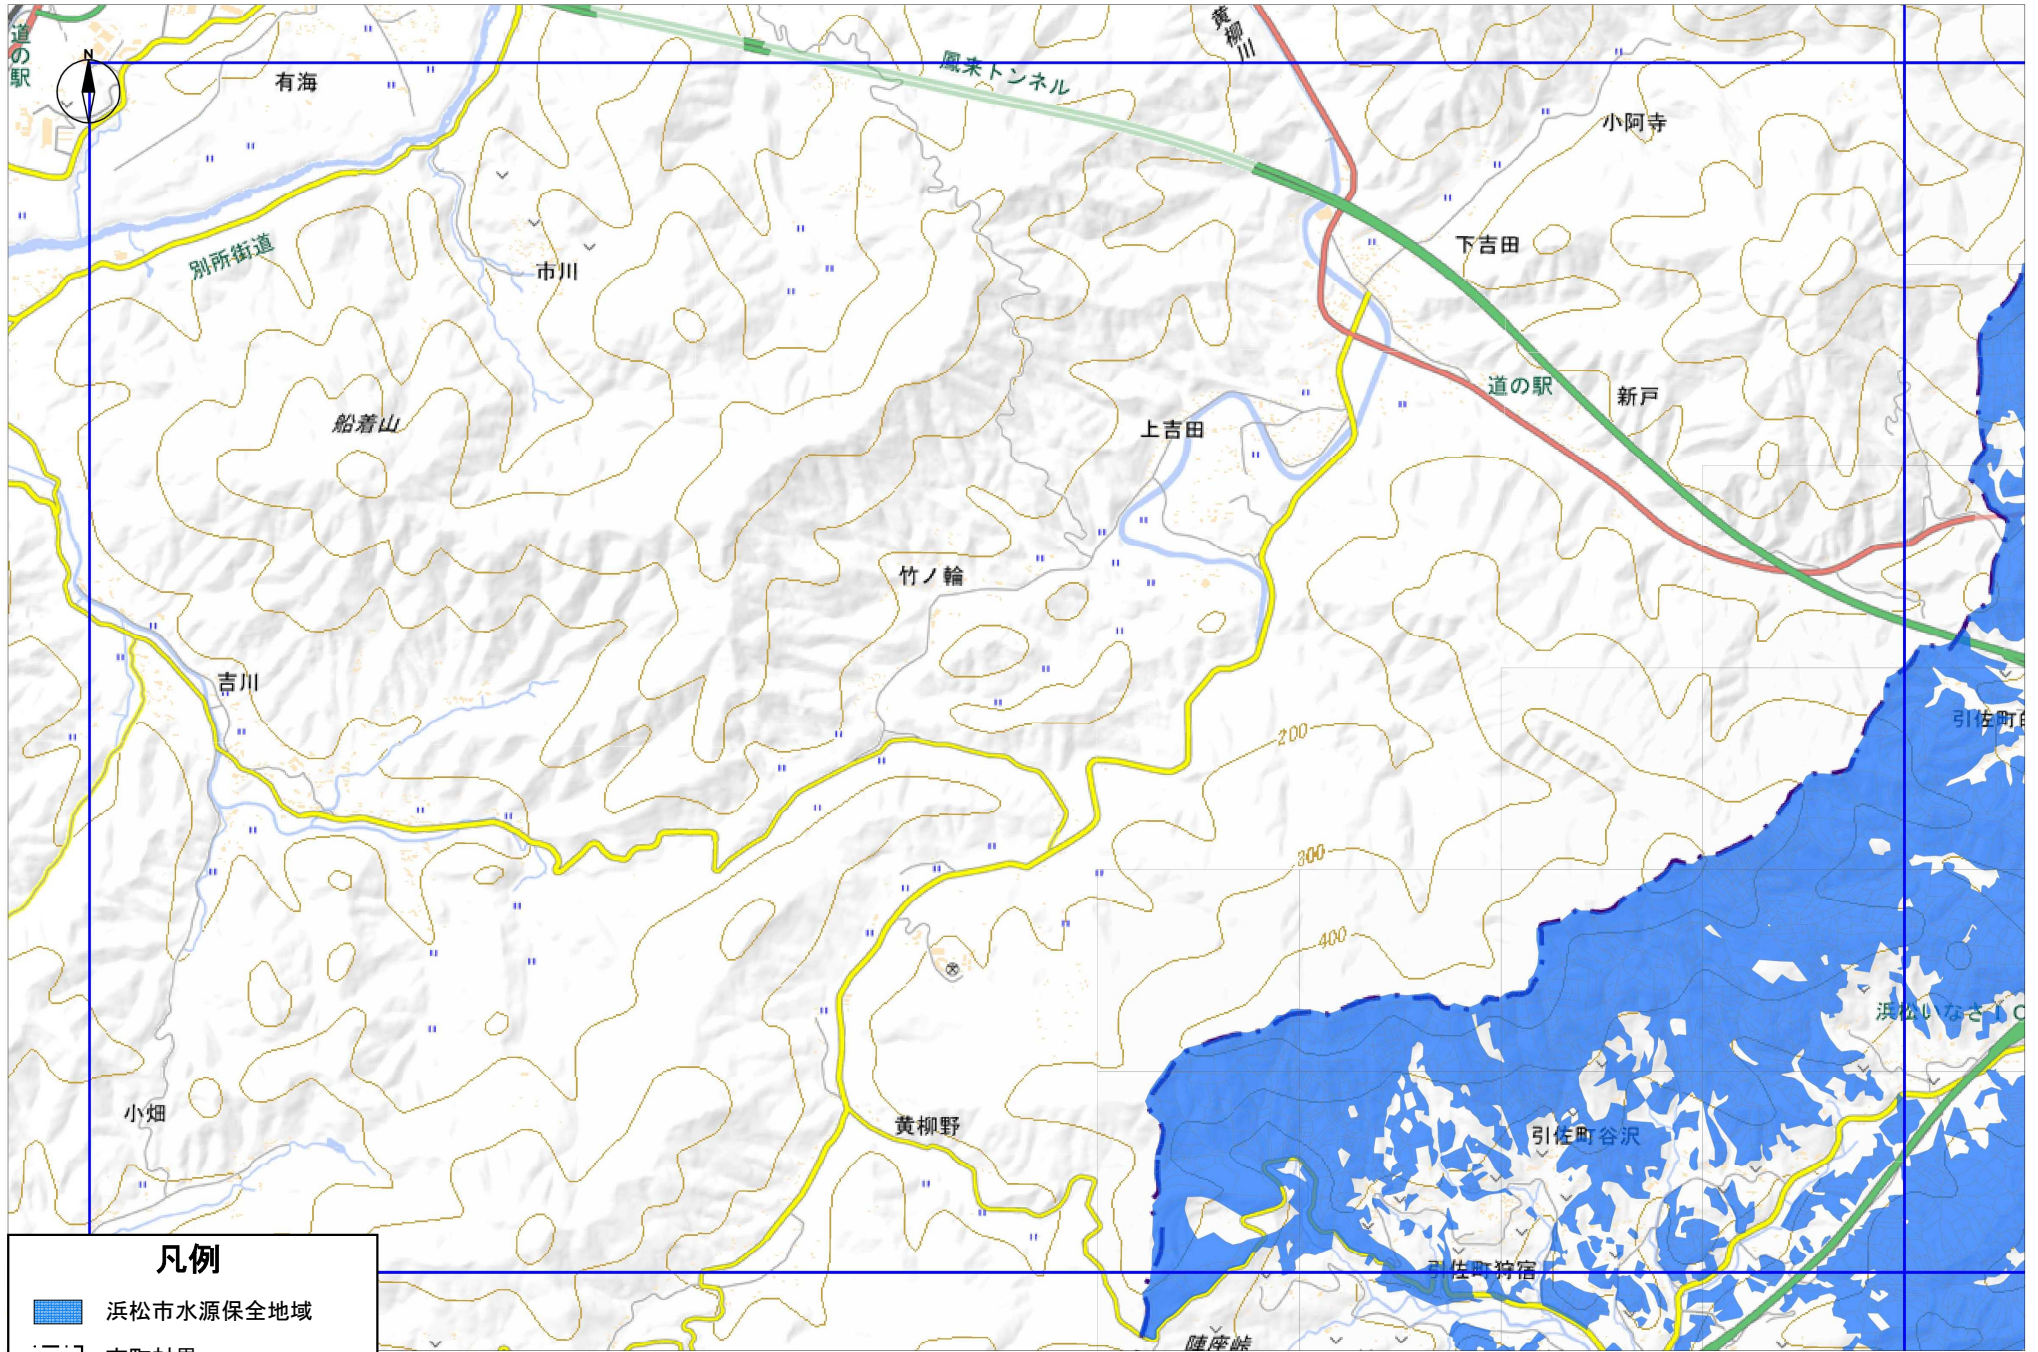 道の駅
N
有海
鳳来トンネル
黄柳川
小阿寺
別所街道
市川
下吉田
船着山
上吉田
道の駅
新戸
竹ノ輪
吉川
200
引佐町
300
400
浜松いなさIC
小畑
黄柳野
引佐町谷沢
引佐町狩宿
陣座峠
凡例
浜松市水源保全地域